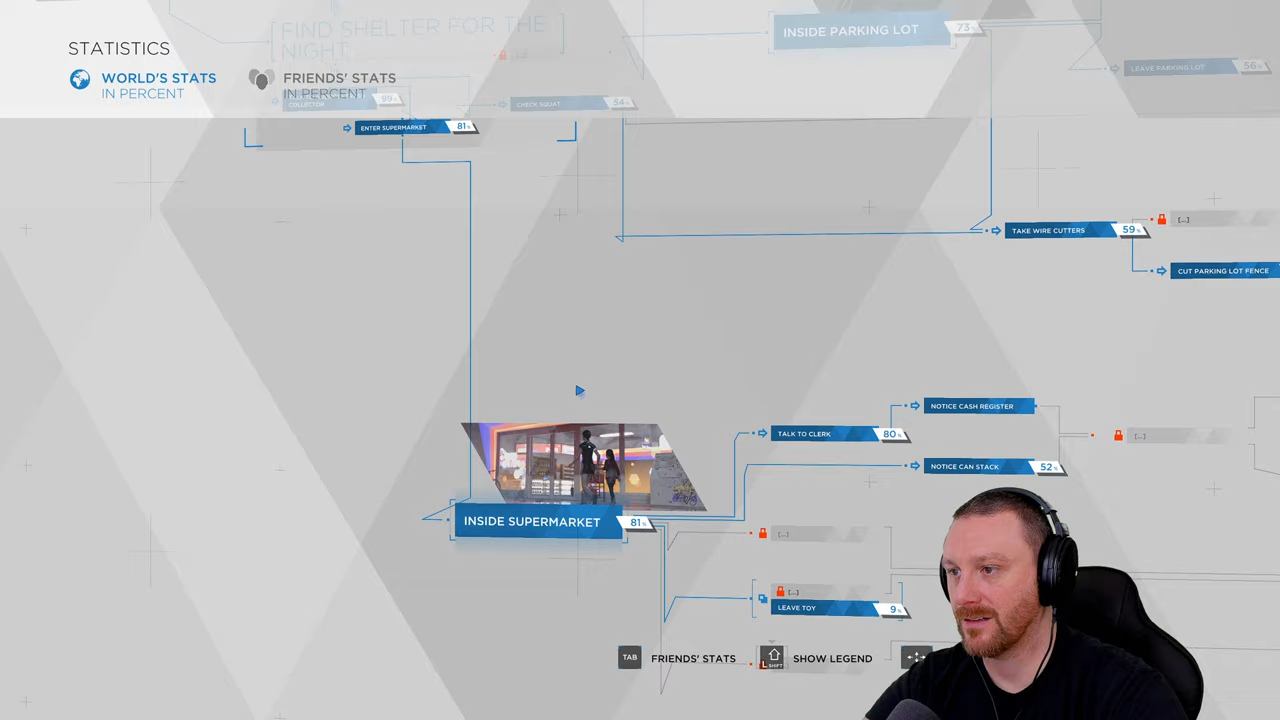 FIND SHELTER FOR THE
NIGHT
INSIDE PARKING LOT
73%
STATISTICS
WORLD'S STATS
IN PERCENT
FRIENDS' STATS
IN PERCENT
LEAVE PARKING LOT
56%
COLLECTOR
99%
CHECK SQUAT
54%
ENTER SUPERMARKET
81%
[...]
TAKE WIRE CUTTERS
59%
CUT PARKING LOT FENCE
NOTICE CASH REGISTER
TALK TO CLERK
80%
[...]
NOTICE CAN STACK
52%
INSIDE SUPERMARKET
81%
[...]
[...]
LEAVE TOY
9%
TAB
FRIENDS' STATS
L SHIFT
SHOW LEGEND